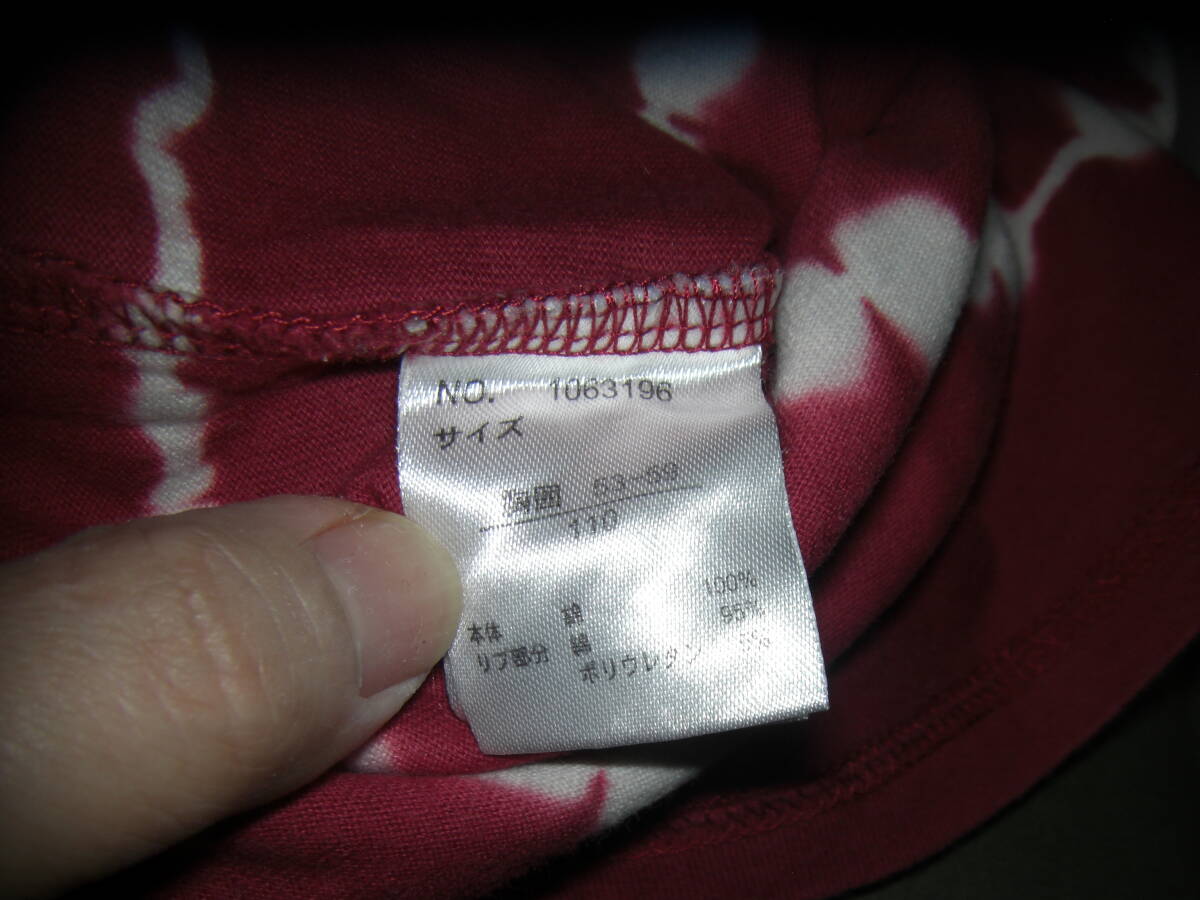 NO. 1063196
サイズ
胸囲 53-59
110
本体 綿 100%
リブ部分 綿 95%
ポリウレタン 5%